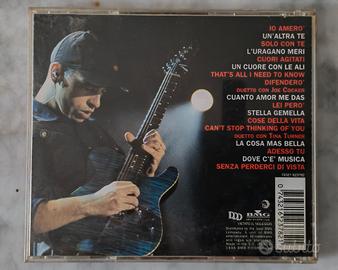 IO AMERO'
UN'ALTRA TE
SOLO CON TE
L'URAGANO MERI
CUORI AGITATI
UN CUORE CON LE ALI
THAT'S ALL I NEED TO KNOW
DIFENDERO'
DUETTO CON JOE COCKER
CUANTO AMOR ME DAS
LEI PERO'
STELLA GEMELLA
COSE DELLA VITA
CAN'T STOP THINKING OF YOU
DUETTO CON TINA TURNER
LA COSA MAS BELLA
ADESSO TU
DOVE C'E' MUSICA
SENZA PERDERCI DI VISTA
BMG
Subito